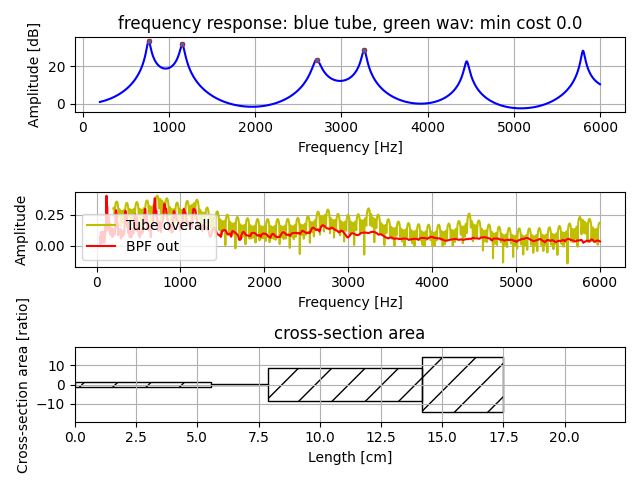 frequency response: blue tube, green wav: min cost 0.0
Amplitude [dB]
20
0
0 1000 2000 3000 4000 5000 6000
Frequency [Hz]
Amplitude
0.25
0.00
Tube overall
BPF out
0 1000 2000 3000 4000 5000 6000
Frequency [Hz]
cross-section area
Cross-section area [ratio]
10
0
−10
0.0 2.5 5.0 7.5 10.0 12.5 15.0 17.5 20.0
Length [cm]